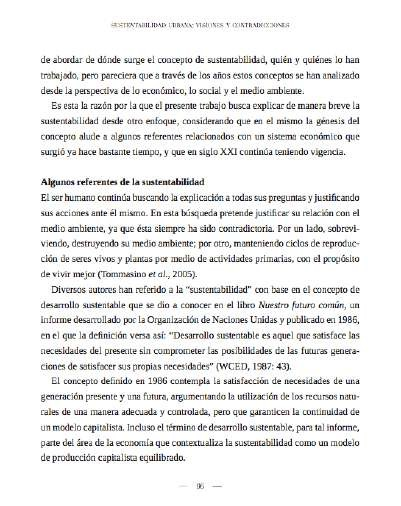 SUSTENTABILIDAD URBANA: VISIONES Y CONTRADICCIONES
de abordar de dónde surge el concepto de sustentabilidad, quién y quiénes lo han
trabajado, pero pareciera que a través de los años estos conceptos se han analizado
desde la perspectiva de lo económico, lo social y el medio ambiente.
Es esta la razón por la que el presente trabajo busca explicar de manera breve la
sustentabilidad desde otro enfoque, considerando que en el mismo la génesis del
concepto alude a algunos referentes relacionados con un sistema económico que
surgió ya hace bastante tiempo, y que en siglo XXI continúa teniendo vigencia.
Algunos referentes de la sustentabilidad
El ser humano continúa buscando la explicación a todas sus preguntas y justificando
sus acciones ante él mismo. En esta búsqueda pretende justificar su relación con el
medio ambiente, ya que ésta siempre ha sido contradictoria. Por un lado, sobrevi-
viendo, destruyendo su medio ambiente; por otro, manteniendo ciclos de reproduc-
ción de seres vivos y plantas por medio de actividades primarias, con el propósito
de vivir mejor (Tommasino et al., 2005).
Diversos autores han referido a la “sustentabilidad” con base en el concepto de
desarrollo sustentable que se dio a conocer en el libro Nuestro futuro común, un
informe desarrollado por la Organización de Naciones Unidas y publicado en 1986,
en el que la definición versa así: “Desarrollo sustentable es aquel que satisface las
necesidades del presente sin comprometer las posibilidades de las futuras genera-
ciones de satisfacer sus propias necesidades” (WCED, 1987: 43).
El concepto definido en 1986 contempla la satisfacción de necesidades de una
generación presente y una futura, argumentando la utilización de los recursos natu-
rales de una manera adecuada y controlada, pero que garanticen la continuidad de
un modelo capitalista. Incluso el término de desarrollo sustentable, para tal informe,
parte del área de la economía que contextualiza la sustentabilidad como un modelo
de producción capitalista equilibrado.
— 96 —